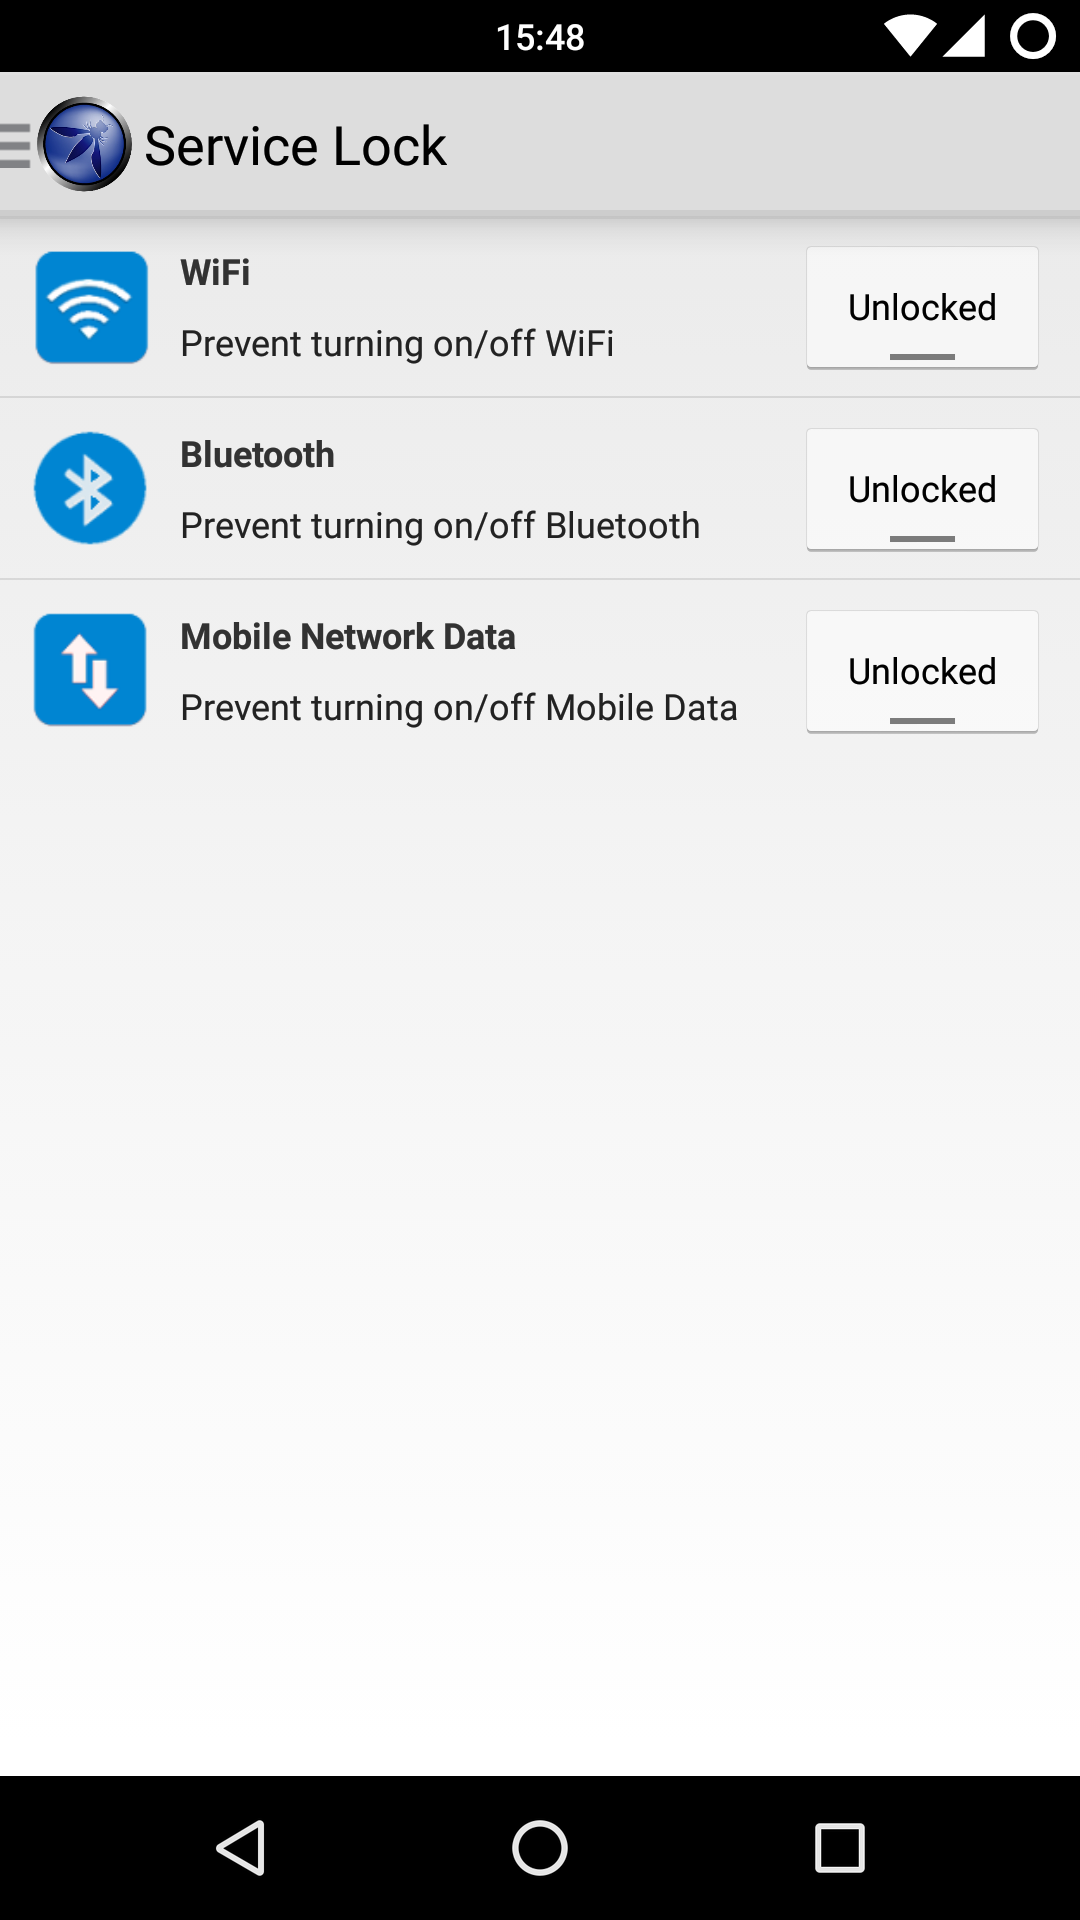 15:48
Service Lock
WiFi
Prevent turning on/off WiFi
Unlocked
Bluetooth
Prevent turning on/off Bluetooth
Unlocked
Mobile Network Data
Prevent turning on/off Mobile Data
Unlocked